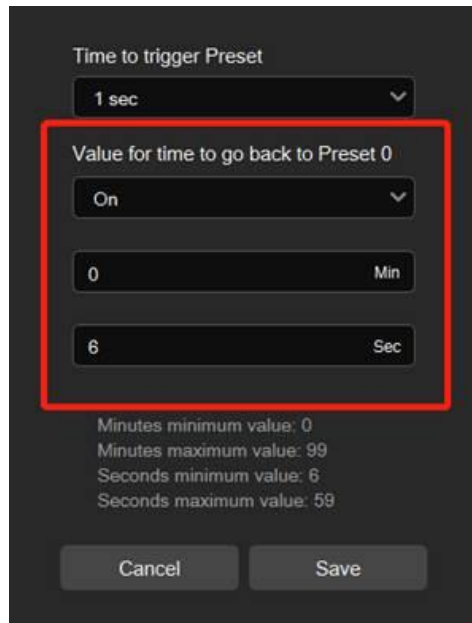 Time to trigger Preset
1 sec
Value for time to go back to Preset 0
On
0 Min
6 Sec
Minutes minimum value: 0
Minutes maximum value: 99
Seconds minimum value: 6
Seconds maximum value: 59
Cancel Save